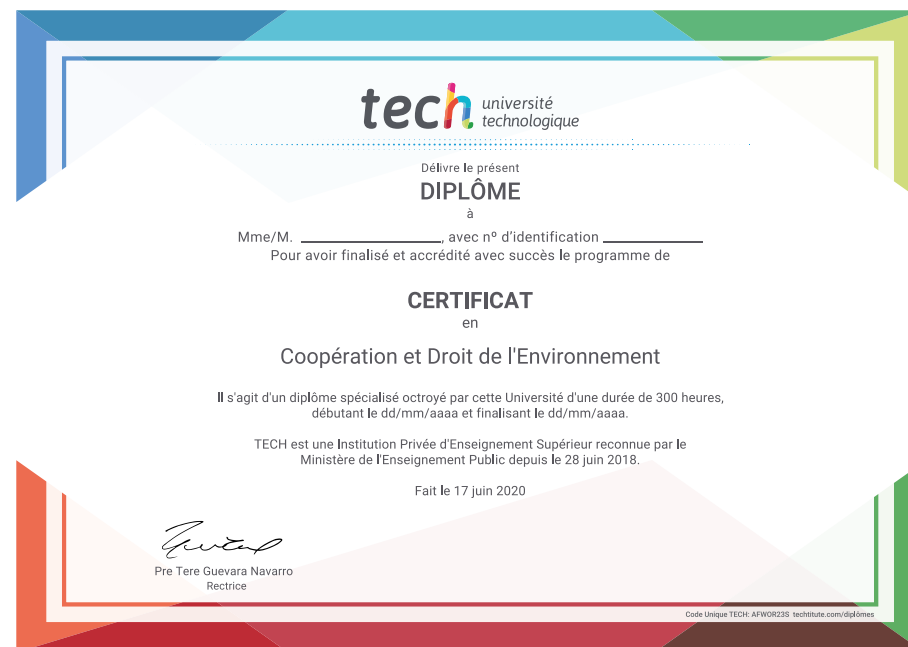 tech université
technologique
Délivre le présent
DIPLÔME
à
Mme/M. ____________________, avec nº d'identification ______________
Pour avoir finalisé et accrédité avec succès le programme de
CERTIFICAT
en
Coopération et Droit de l'Environnement
Il s'agit d'un diplôme spécialisé octroyé par cette Université d'une durée de 300 heures,
débutant le dd/mm/aaaa et finalisant le dd/mm/aaaa.
TECH est une Institution Privée d'Enseignement Supérieur reconnue par le
Ministère de l'Enseignement Public depuis le 28 juin 2018.
Fait le 17 juin 2020
Pre Tere Guevara Navarro
Rectrice
Code Unique TECH: AFWOR23S techtitute.com/diplômes